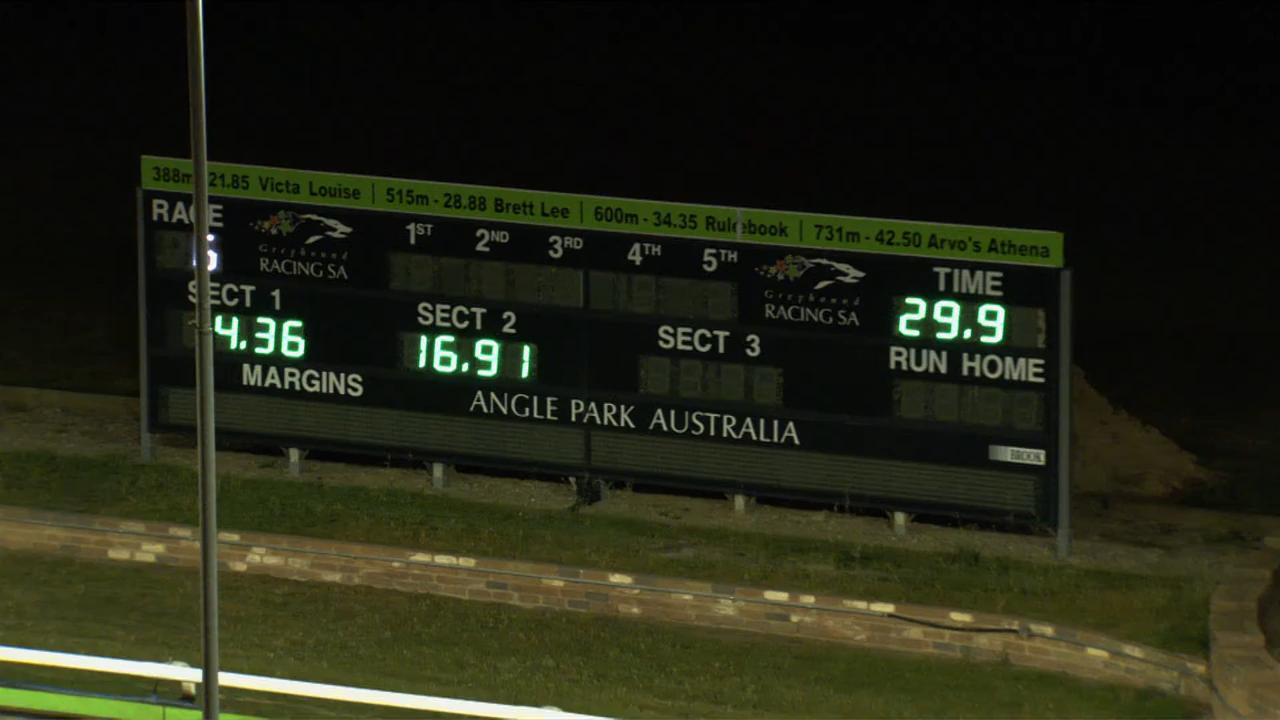 388m 21.85 Victa Louise | 515m - 28.88 Brett Lee | 600m - 34.35 Rulebook | 731m - 42.50 Arvo's Athena
RACE
Greyhound
RACING SA
1ST 2ND 3RD 4TH 5TH
Greyhound
RACING SA
TIME
29.9
SECT 1
4.36
SECT 2
16.91
SECT 3
RUN HOME
MARGINS
ANGLE PARK AUSTRALIA
BROOK